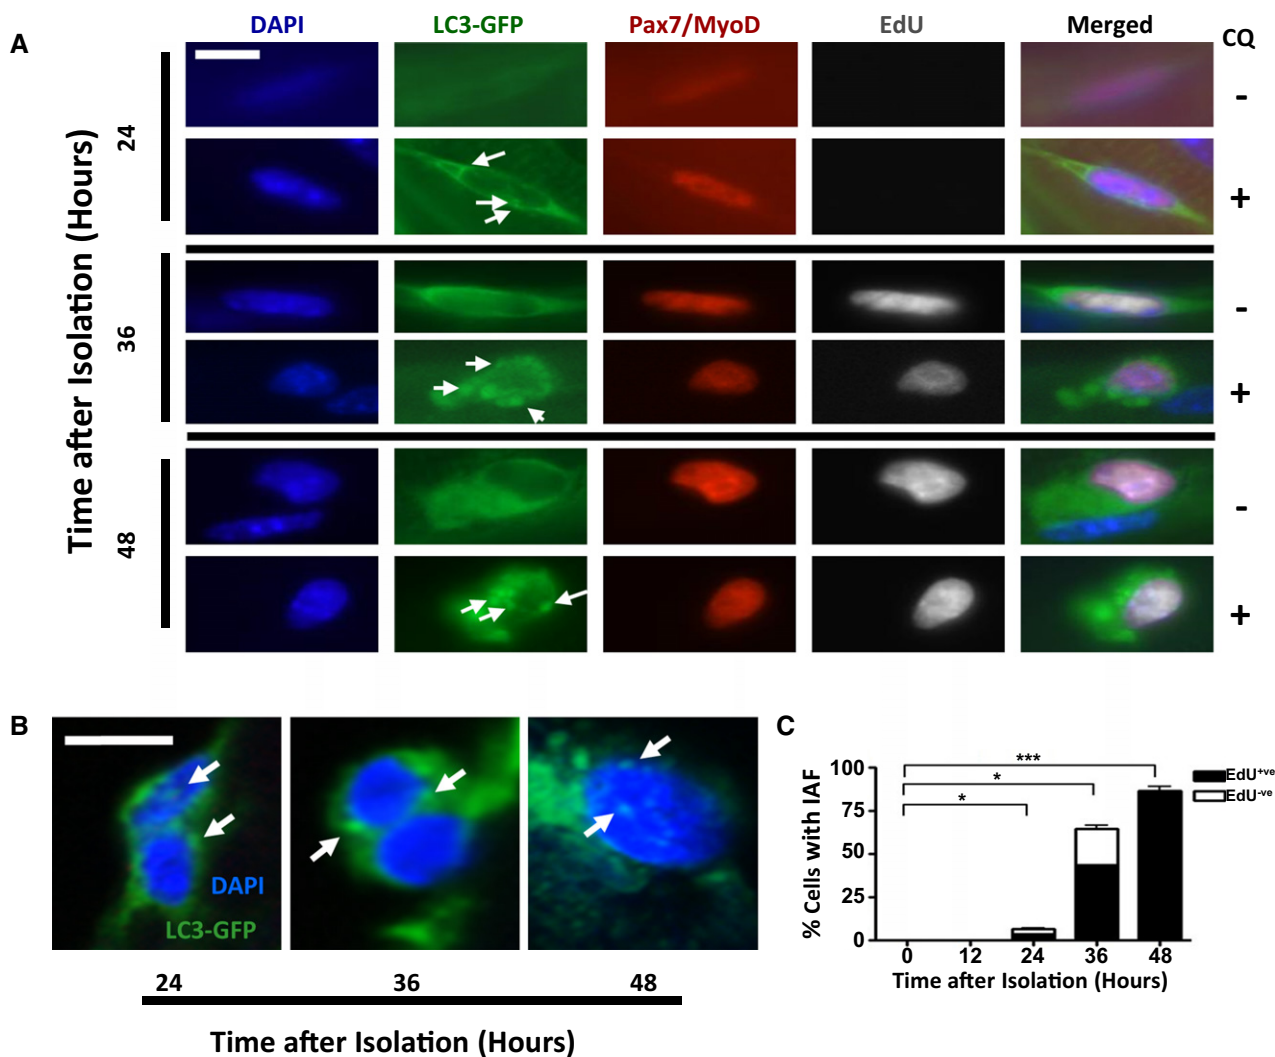 A
DAPI
LC3-GFP
Pax7/MyoD
EdU
Merged
CQ
Time after Isolation (Hours)
24
-
+
36
-
+
48
-
+
B
DAPI
LC3-GFP
24
36
48
Time after Isolation (Hours)
C
% Cells with IAF
100
75
50
25
0
***
*
*
EdU+ve
EdU-ve
0 12 24 36 48
Time after Isolation (Hours)